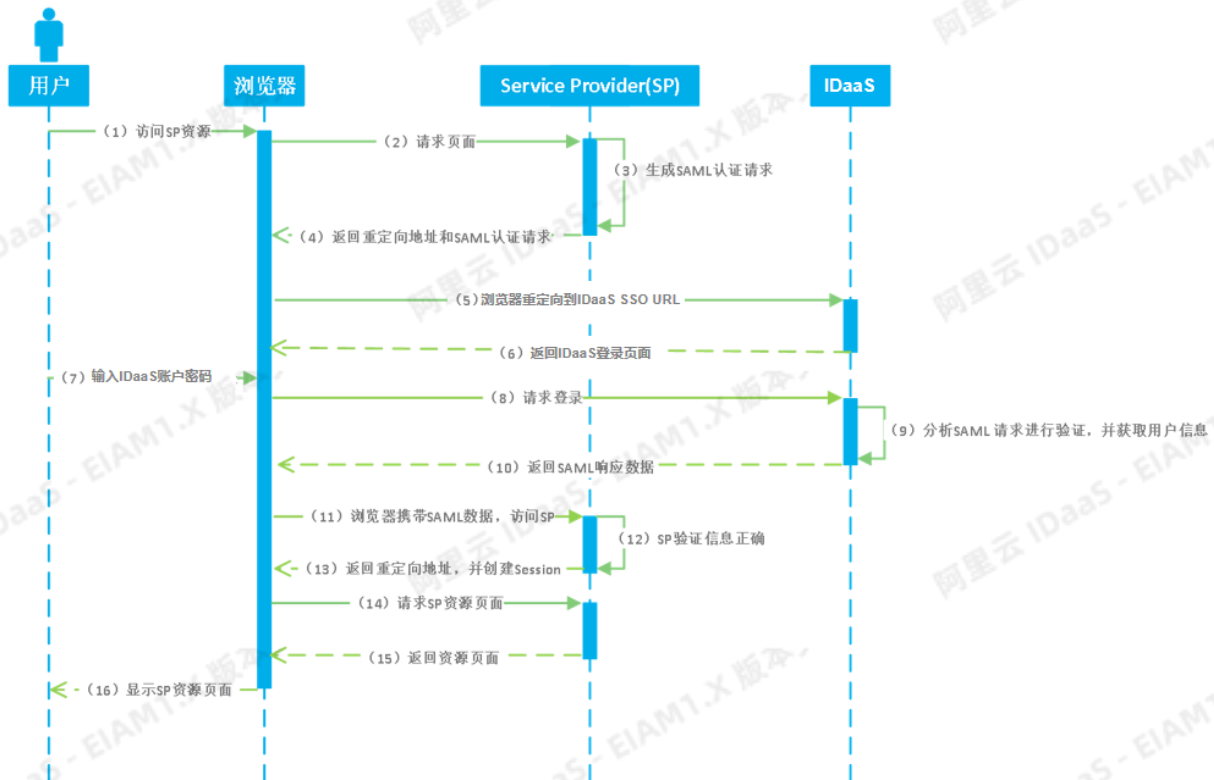 用户
浏览器
Service Provider(SP)
IDaaS
（1）访问SP资源
（2）请求页面
（3）生成SAML认证请求
（4）返回重定向地址和SAML认证请求
（5）浏览器重定向到IDaaS SSO URL
（6）返回IDaaS登录页面
（7）输入IDaaS账户密码
（8）请求登录
（9）分析SAML请求进行验证，并获取用户信息
（10）返回SAML响应数据
（11）浏览器携带SAML数据，访问SP
（12）SP验证信息正确
（13）返回重定向地址，并创建Session
（14）请求SP资源页面
（15）返回资源页面
（16）显示SP资源页面
阿里云 IDaaS - EIAM1.X 版本